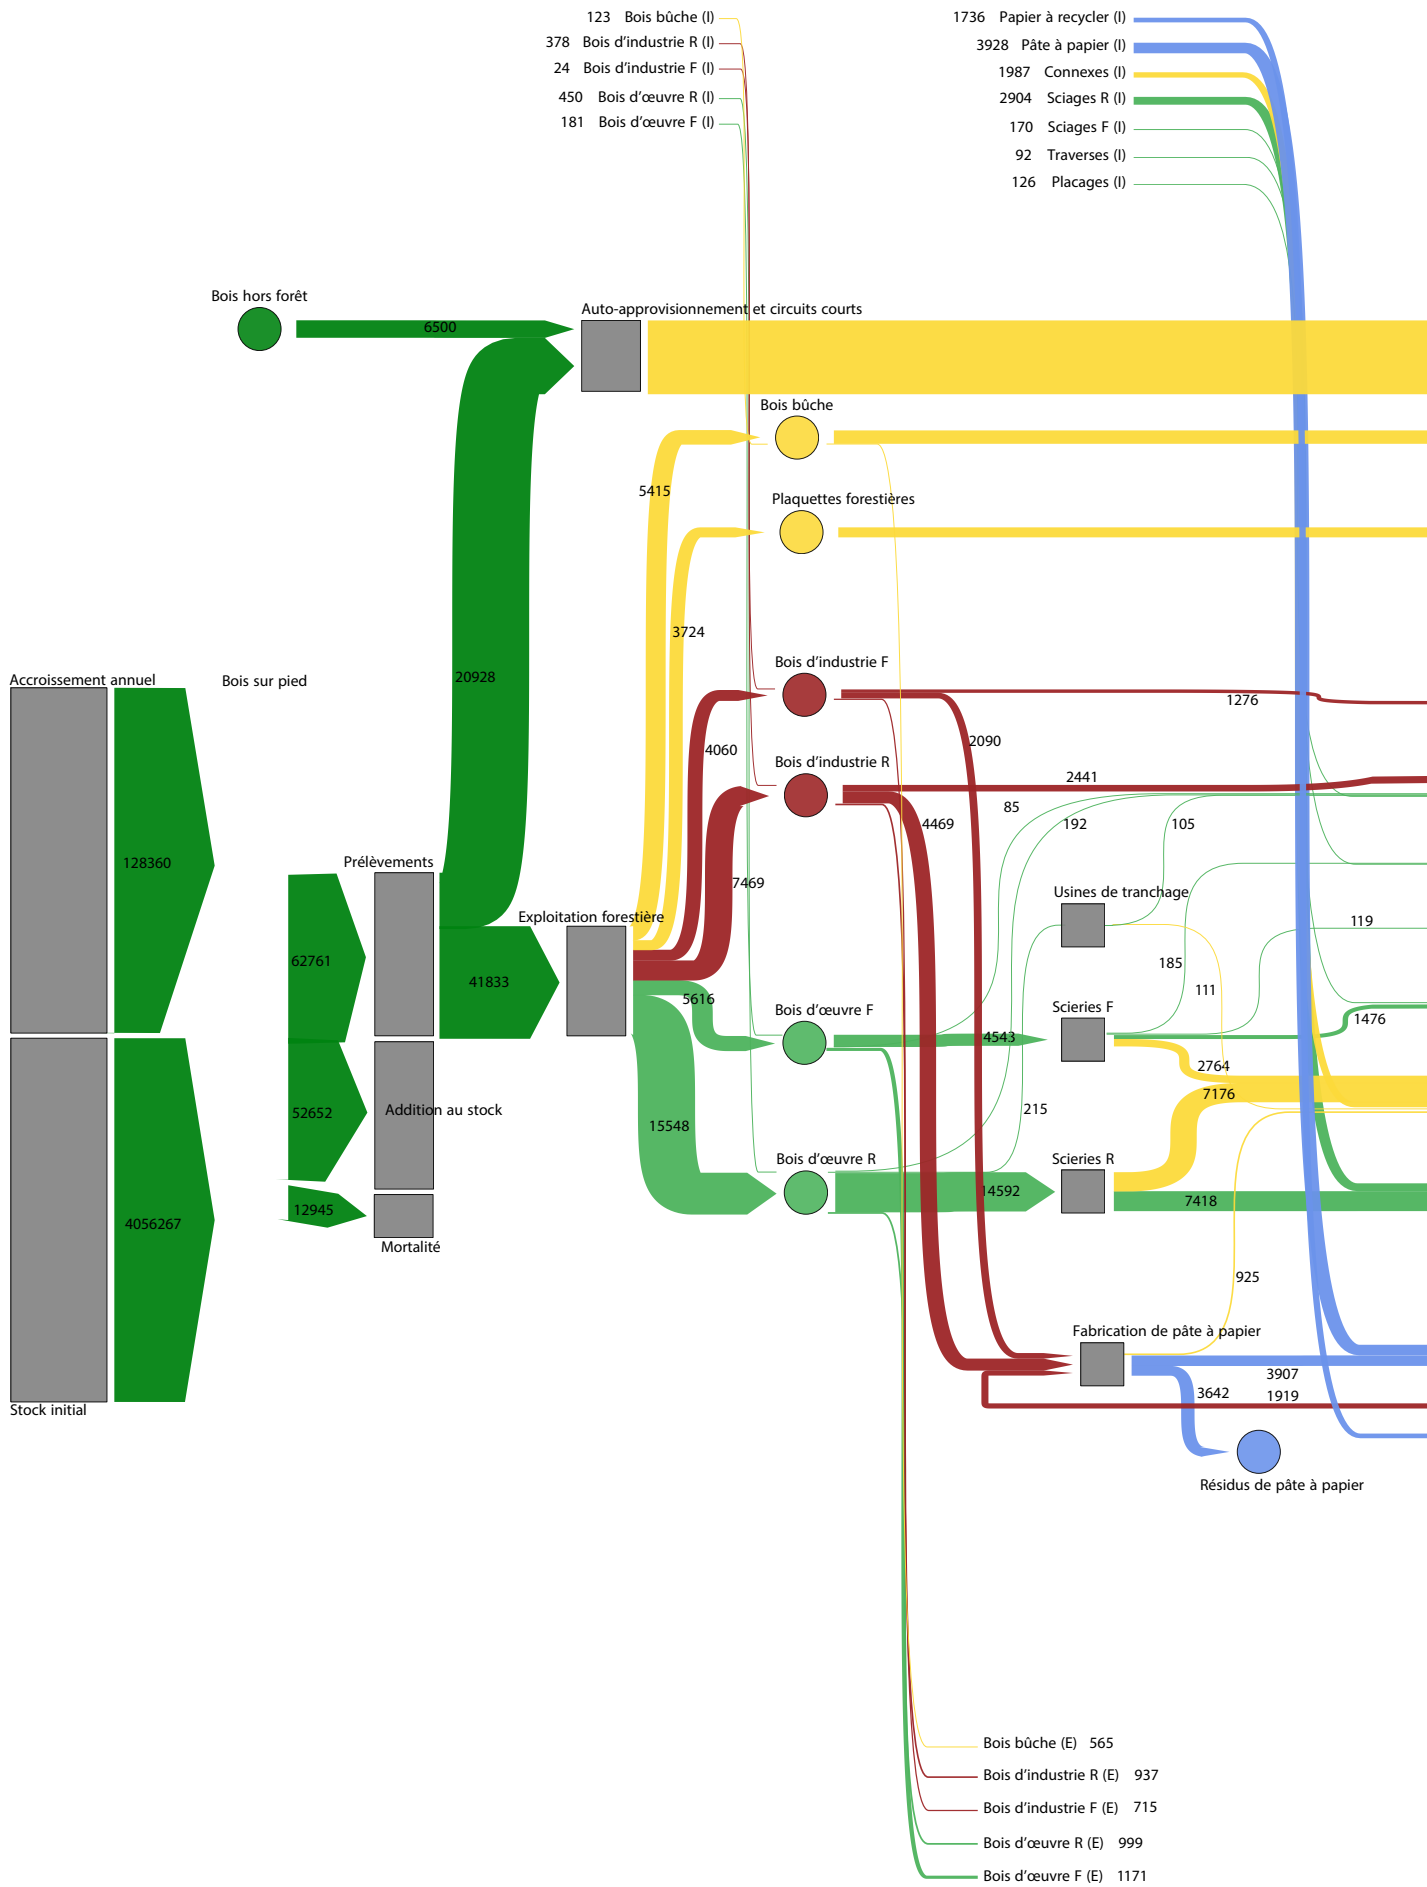 123 Bois bûche (I)
378 Bois d'industrie R (I)
24 Bois d'industrie F (I)
450 Bois d'œuvre R (I)
181 Bois d'œuvre F (I)
1736 Papier à recycler (I)
3928 Pâte à papier (I)
1987 Connexes (I)
2904 Sciages R (I)
170 Sciages F (I)
92 Traverses (I)
126 Placages (I)
Bois hors forêt
6500
Auto-approvisionnement et circuits courts
Bois bûche
5415
Plaquettes forestières
3724
Bois d'industrie F
Accroissement annuel
Bois sur pied
20928
1276
2090
4060
Bois d'industrie R
2441
85
4469
192
105
128360
Prélèvements
7469
Usines de tranchage
Exploitation forestière
119
62761
185
41833
111
5616
Bois d'œuvre F
Scieries F
1476
4543
2764
7176
52652
Addition au stock
215
15548
Bois d'œuvre R
Scieries R
14592
7418
12945
4056267
Mortalité
925
Fabrication de pâte à papier
3907
3642
1919
Stock initial
Résidus de pâte à papier
Bois bûche (E) 565
Bois d'industrie R (E) 937
Bois d'industrie F (E) 715
Bois d'œuvre R (E) 999
Bois d'œuvre F (E) 1171